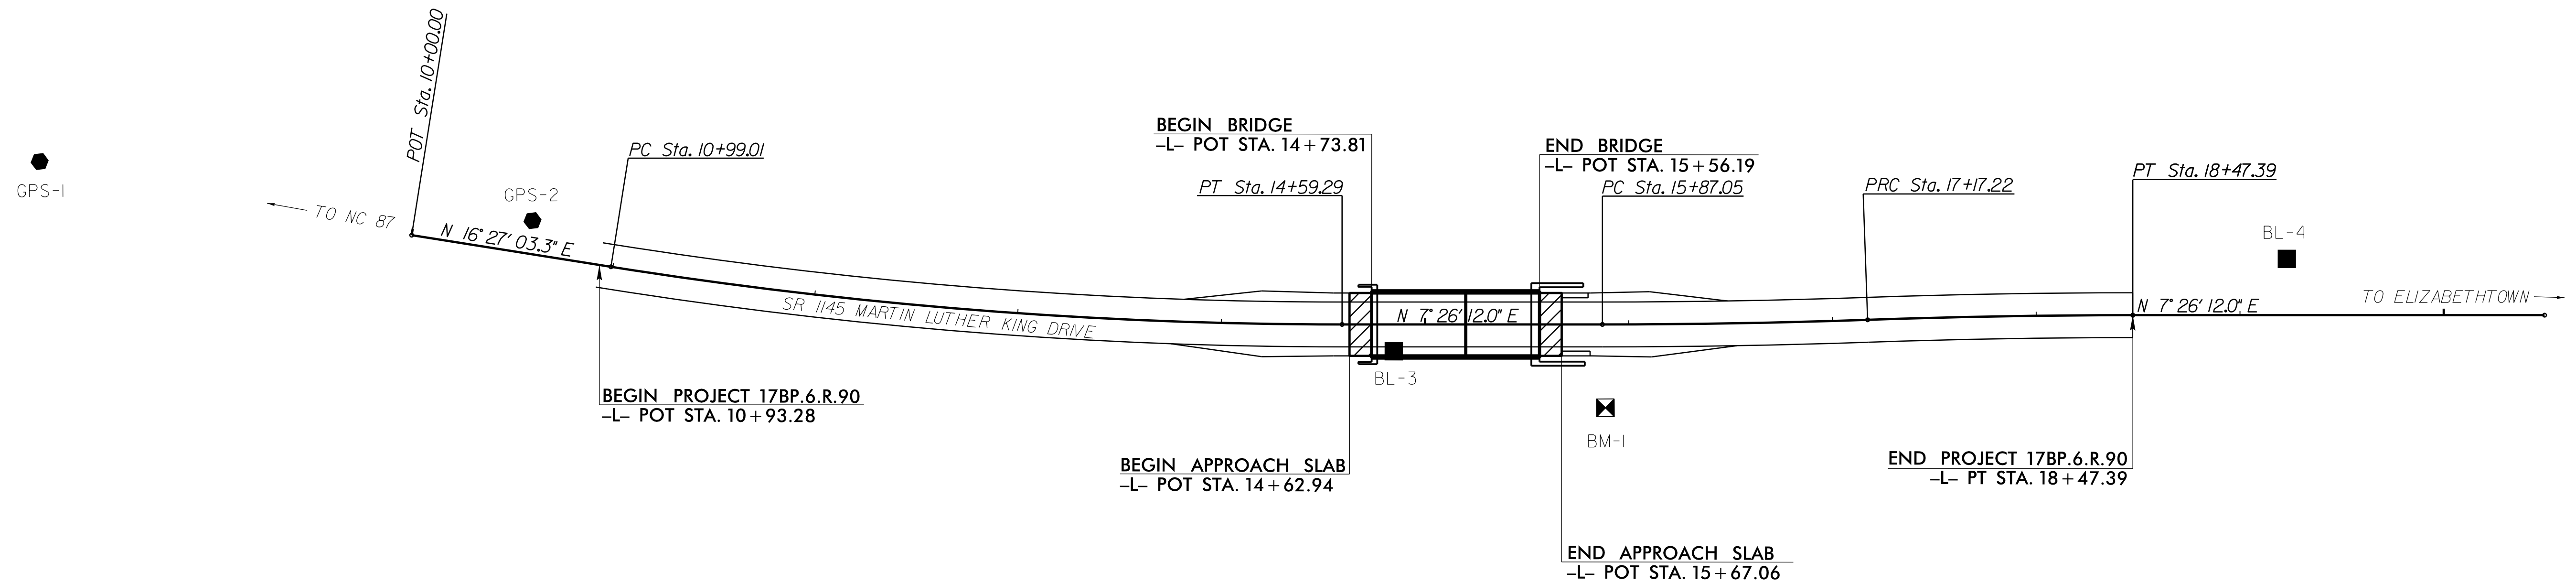 POT Sta. 10+00.00
GPS-1
TO NC 87
GPS-2
N 16° 27' 03.3" E
PC Sta. 10+99.01
BEGIN PROJECT 17BP.6.R.90
-L- POT STA. 10+93.28
SR 1145 MARTIN LUTHER KING DRIVE
BEGIN BRIDGE
-L- POT STA. 14+73.81
PT Sta. 14+59.29
BEGIN APPROACH SLAB
-L- POT STA. 14+62.94
N 7° 26' 12.0" E
BL-3
END BRIDGE
-L- POT STA. 15+56.19
PC Sta. 15+87.05
BM-1
END APPROACH SLAB
-L- POT STA. 15+67.06
PRC Sta. 17+17.22
PT Sta. 18+47.39
END PROJECT 17BP.6.R.90
-L- PT STA. 18+47.39
N 7° 26' 12.0" E
BL-4
TO ELIZABETHTOWN